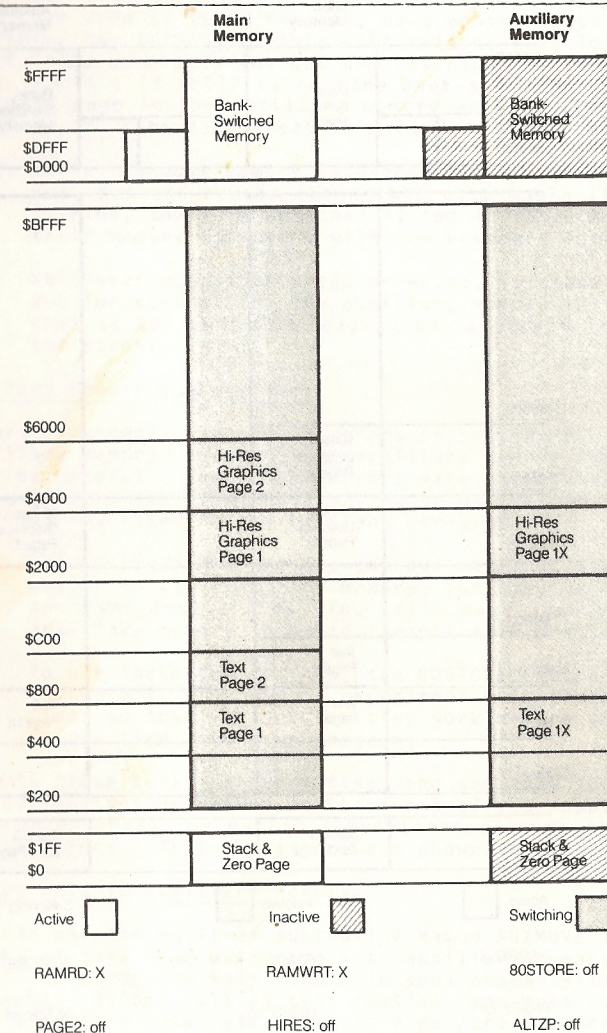 Main
Memory
Auxiliary
Memory
$FFFF
Bank-
Switched
Memory
Bank-
Switched
Memory
$DFFF
$D000
$BFFF
$6000
Hi-Res
Graphics
Page 2
$4000
Hi-Res
Graphics
Page 1
Hi-Res
Graphics
Page 1X
$2000
$C00
Text
Page 2
$800
Text
Page 1
Text
Page 1X
$400
$200
$1FF
$0
Stack &
Zero Page
Stack &
Zero Page
Active
Inactive
Switching
RAMRD: X
RAMWRT: X
80STORE: off
PAGE2: off
HIRES: off
ALTZP: off